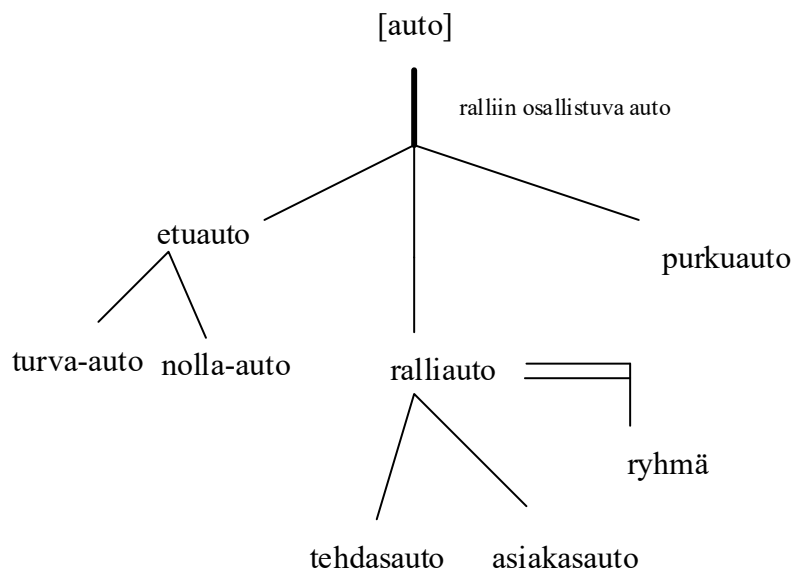 [auto]
ralliin osallistuva auto
etuauto
purkuauto
turva-auto
nolla-auto
ralliauto
ryhmä
tehdasauto
asiakasauto